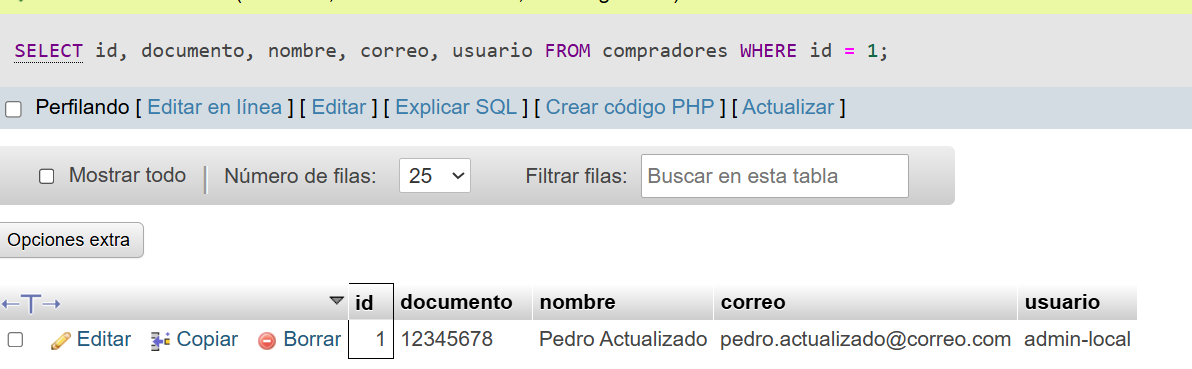 SELECT id, documento, nombre, correo, usuario FROM compradores WHERE id = 1;
Perfilando [ Editar en línea ] [ Editar ] [ Explicar SQL ] [ Crear código PHP ] [ Actualizar ]
Mostrar todo Número de filas: 25 Filtrar filas: Buscar en esta tabla
Opciones extra
←T→ id documento nombre correo usuario
Editar Copiar Borrar 1 12345678 Pedro Actualizado pedro.actualizado@correo.com admin-local